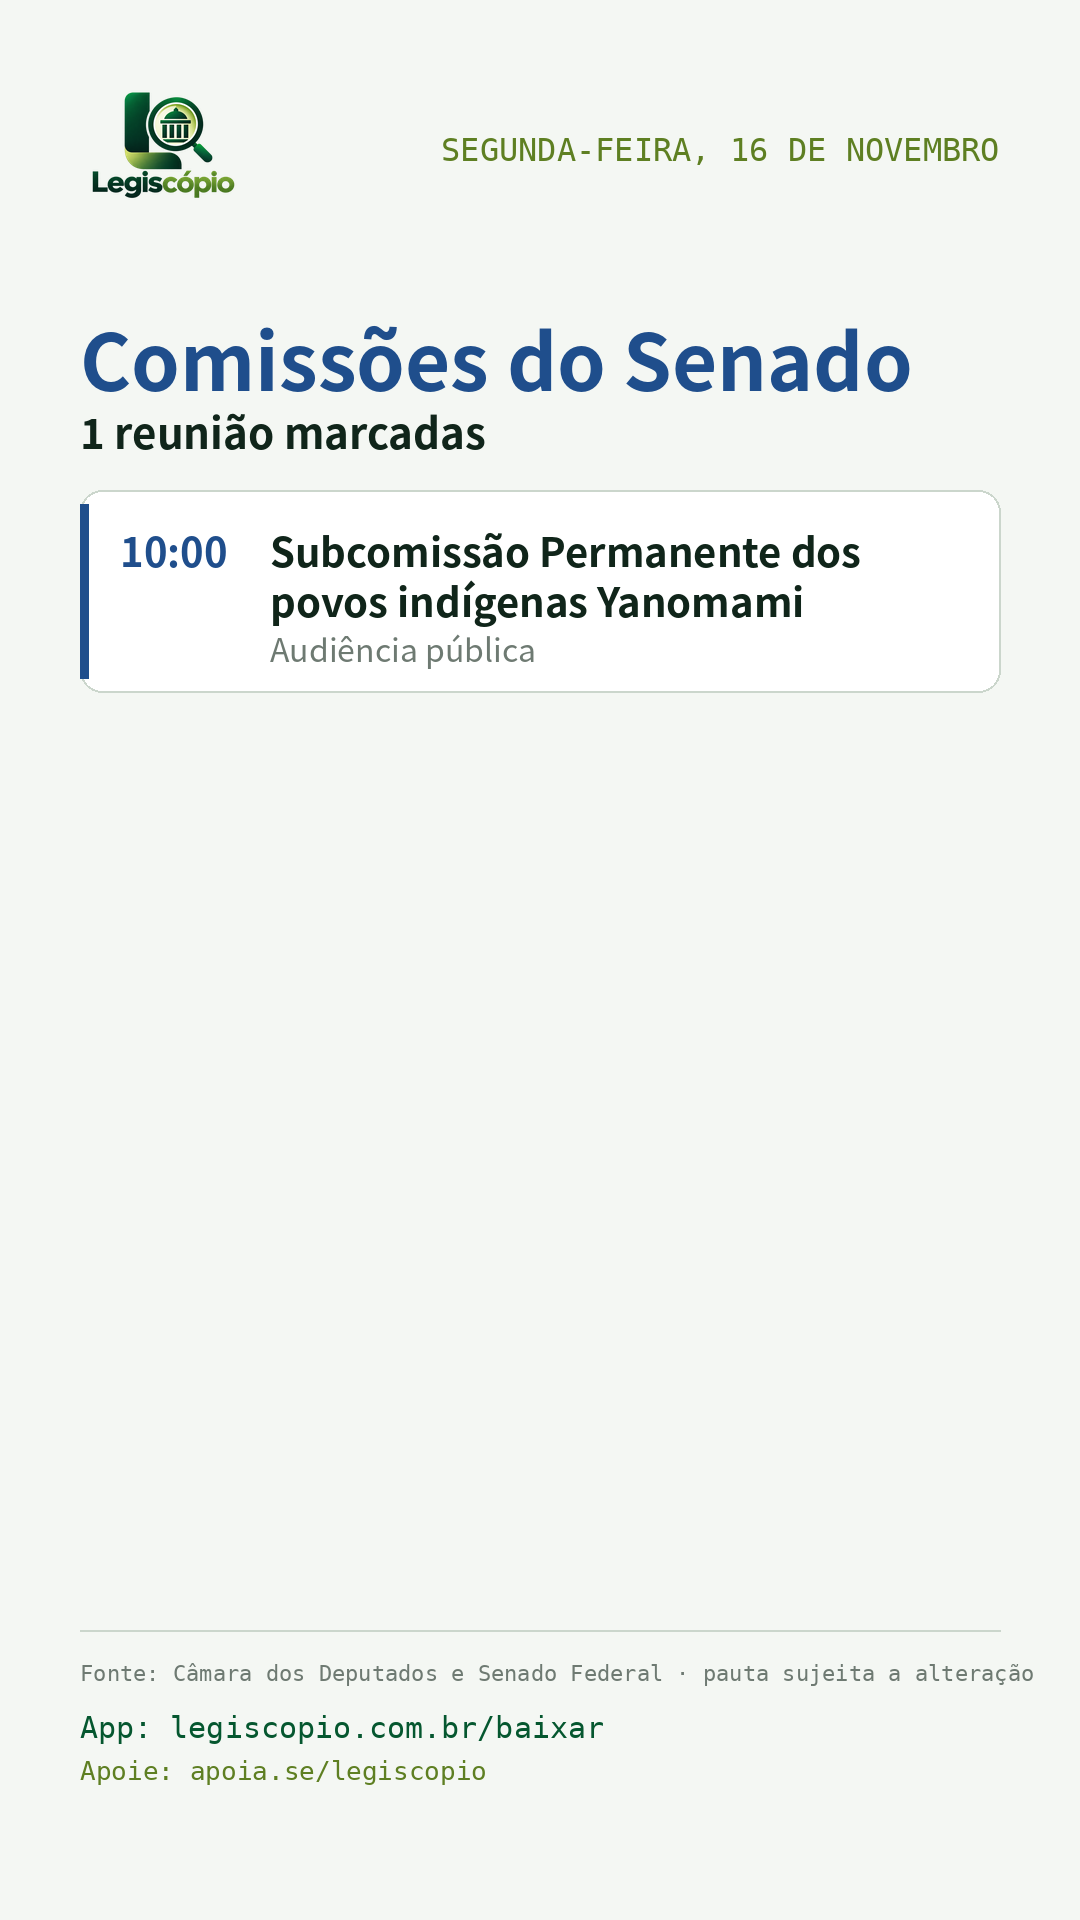 Legiscópio
SEGUNDA-FEIRA, 16 DE NOVEMBRO
Comissões do Senado
1 reunião marcadas
10:00 Subcomissão Permanente dos
povos indígenas Yanomami
Audiência pública
Fonte: Câmara dos Deputados e Senado Federal · pauta sujeita a alteração
App: legiscopio.com.br/baixar
Apoie: apoia.se/legiscopio